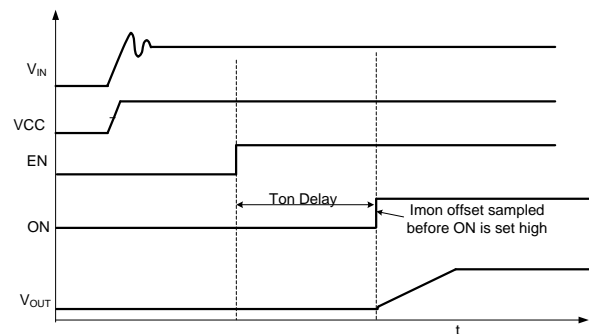 VIN
VCC
EN
Ton Delay
ON
Imon offset sampled
before ON is set high
VOUT
t